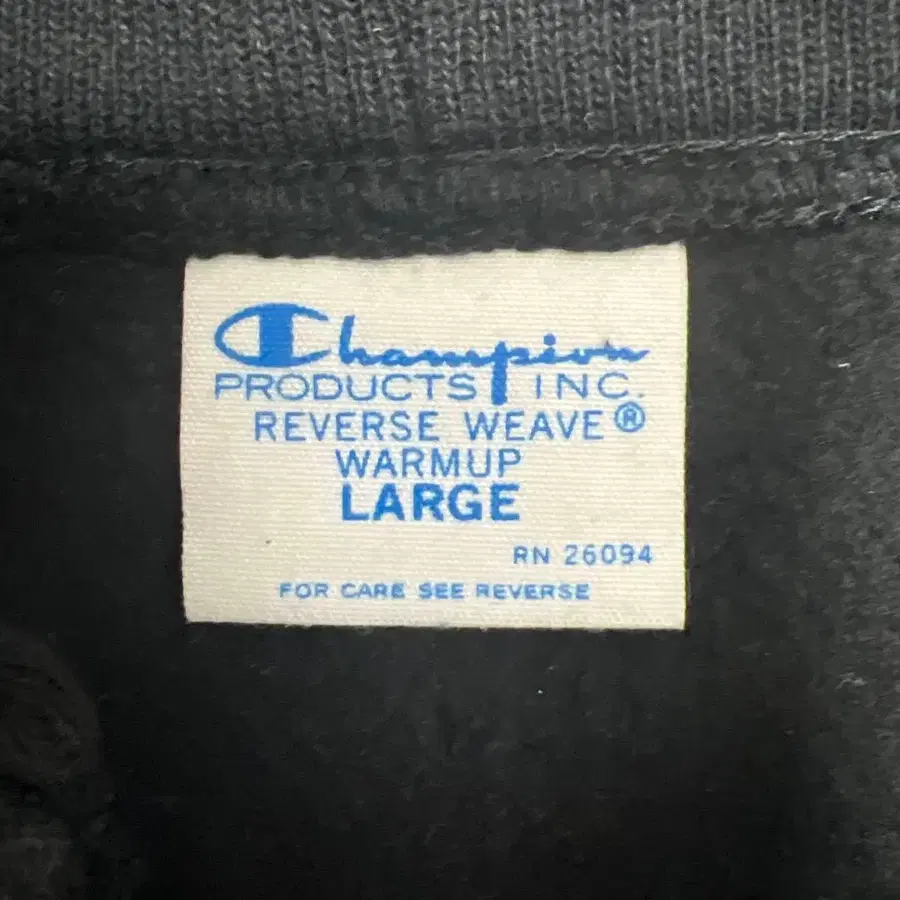 Champion
PRODUCTS INC.
REVERSE WEAVE®
WARMUP
LARGE
RN 26094
FOR CARE SEE REVERSE